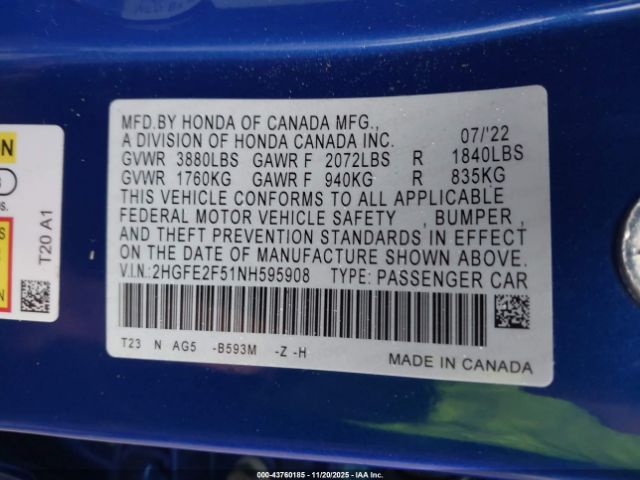 MFD.BY HONDA OF CANADA MFG.,
A DIVISION OF HONDA CANADA INC. 07/'22
GVWR 3880LBS GAWR F 2072LBS R 1840LBS
GVWR 1760KG GAWR F 940KG R 835KG
THIS VEHICLE CONFORMS TO ALL APPLICABLE
FEDERAL MOTOR VEHICLE SAFETY , BUMPER ,
AND THEFT PREVENTION STANDARDS IN EFFECT
ON THE DATE OF MANUFACTURE SHOWN ABOVE.
V.I.N.:2HGFE2F51NH595908 TYPE: PASSENGER CAR
T23 N AG5 -B593M -Z -H
MADE IN CANADA
T20 A1
000-43760185 - 11/20/2025 - IAAI.COM